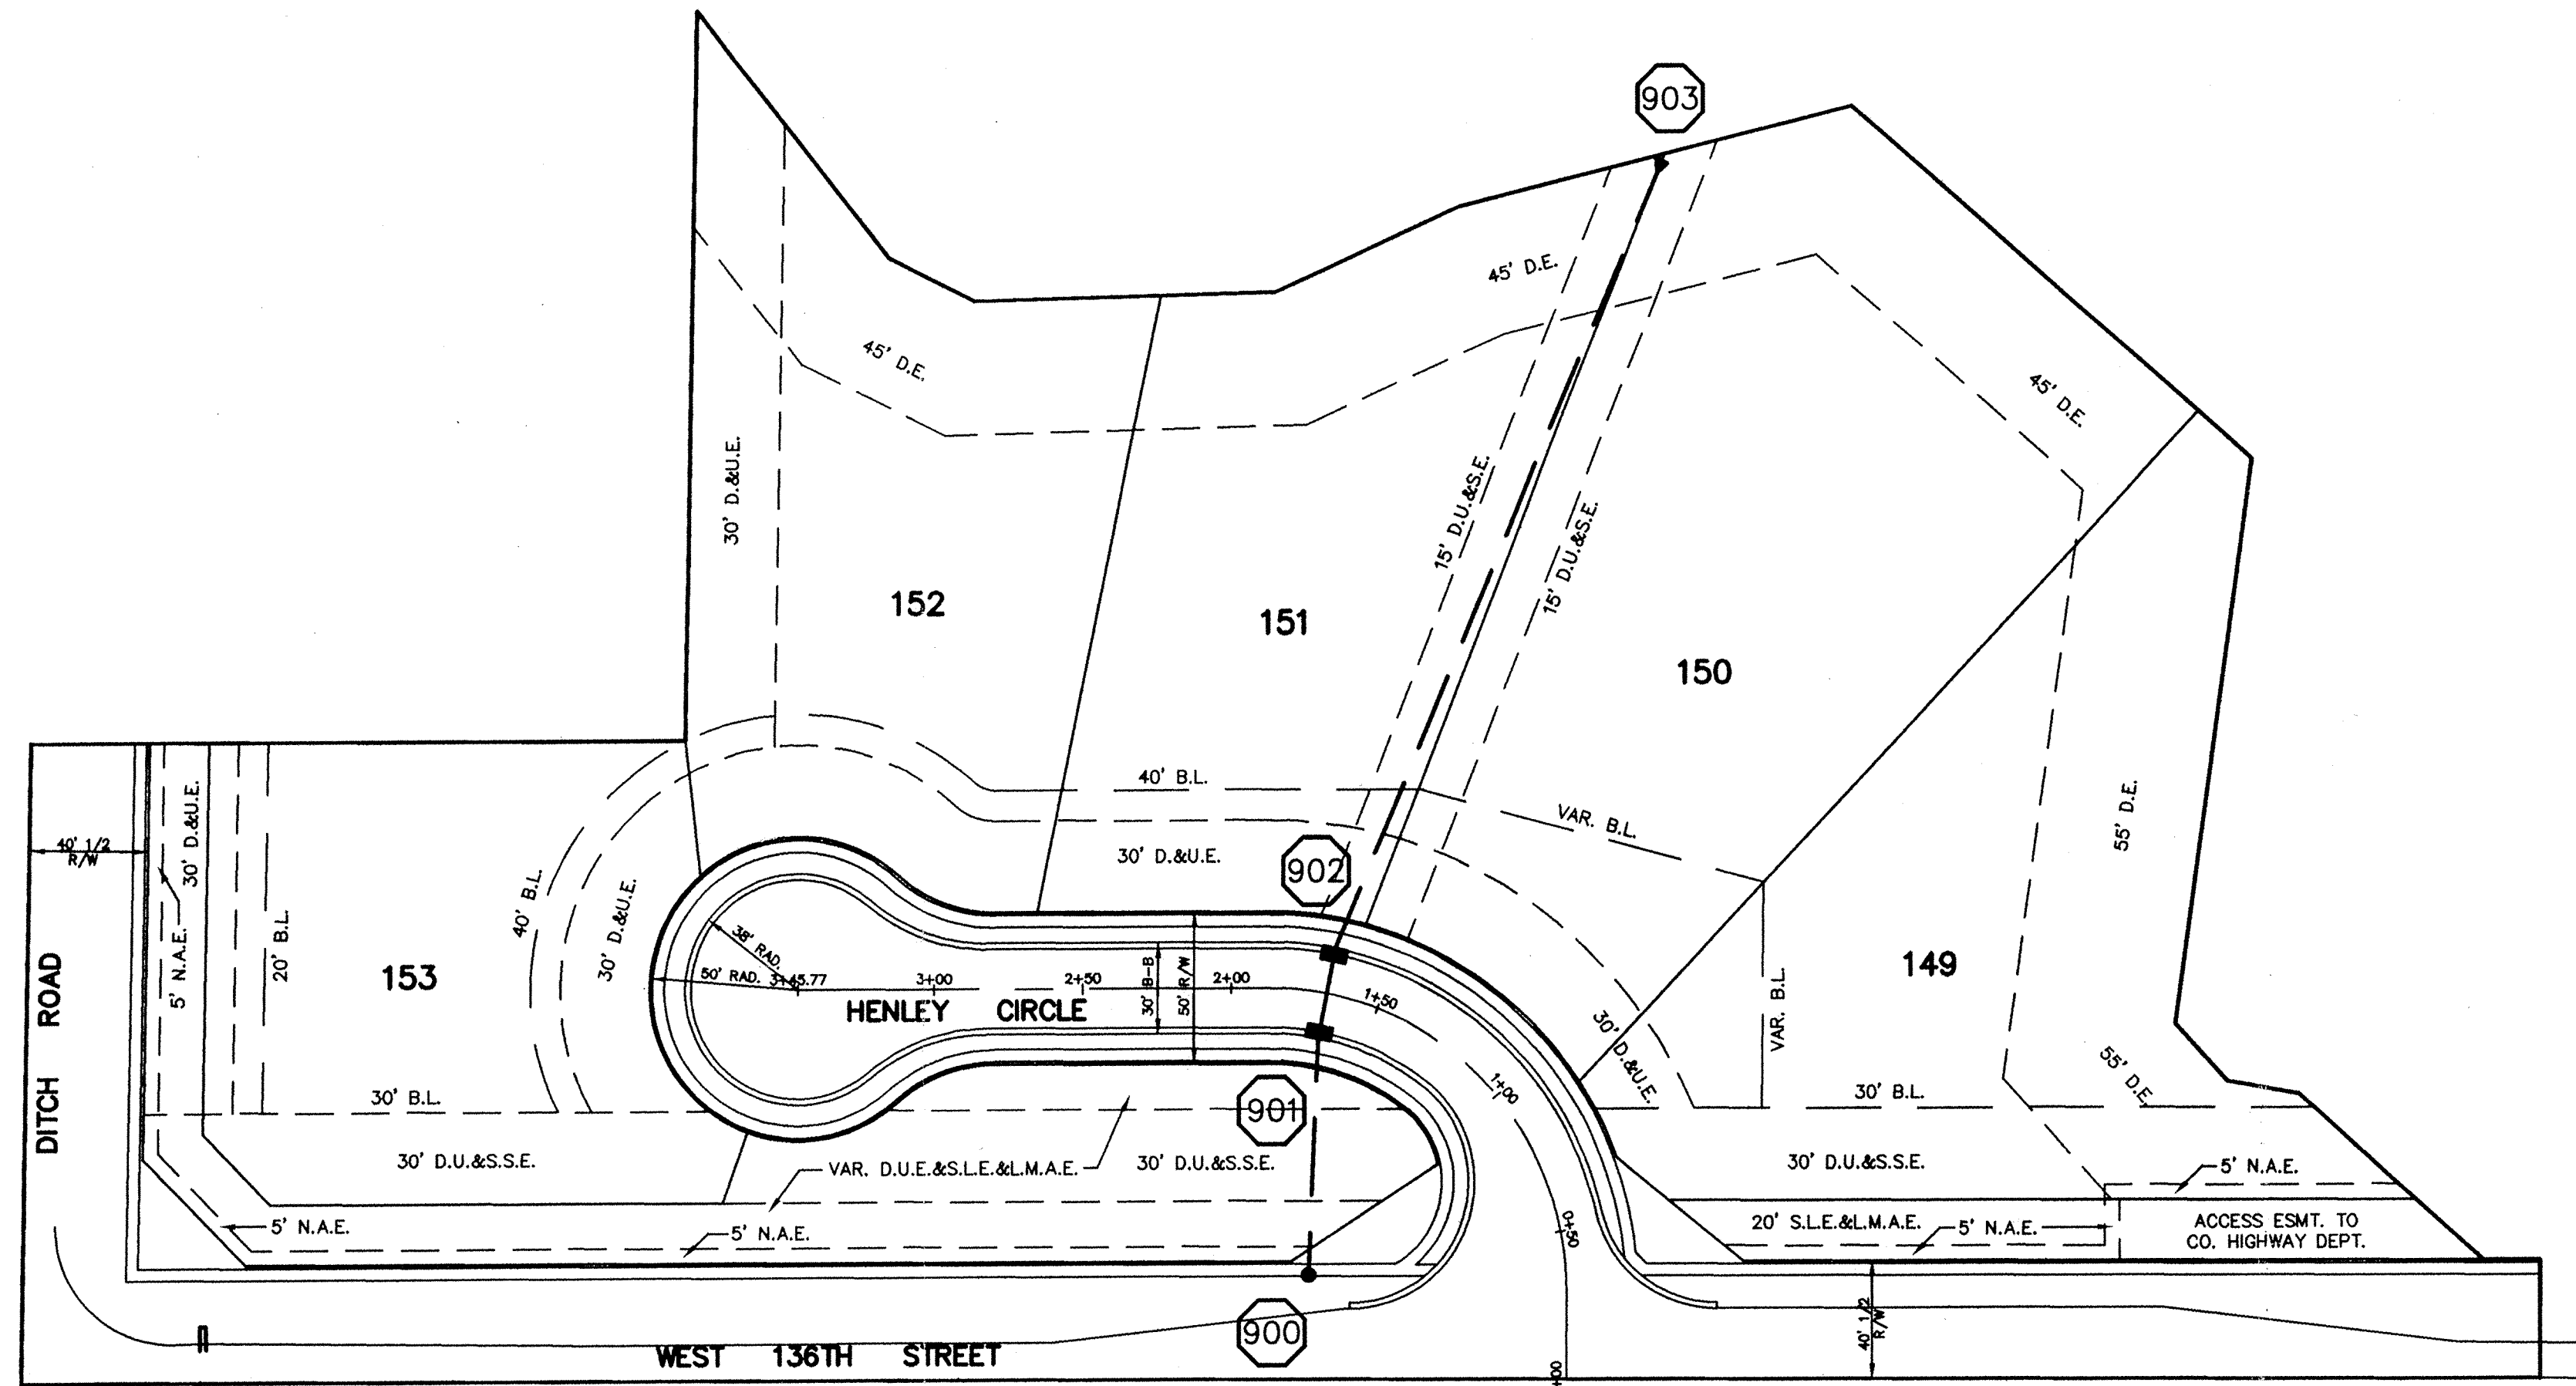 903
45' D.E.
45' D.E.
45' D.E.
30' D.&U.E.
15' D.U.&S.E.
15' D.U.&S.E.
152
151
150
40' B.L.
VAR. B.L.
55' D.E.
30' D.&U.E.
40' 1/2
R/W
30' D.&U.E.
902
40' B.L.
30' D.&U.E.
20' B.L.
5' N.A.E.
153
38' RAD.
50' RAD.
3+45.77
3+00
2+50
2+00
1+50
30' B-B
50' R/W
HENLEY CIRCLE
149
VAR. B.L.
30' D.&U.E.
1+00
55' D.E.
DITCH ROAD
30' B.L.
901
30' B.L.
30' D.U.&S.S.E.
VAR. D.U.E.&S.L.E.&L.M.A.E.
30' D.U.&S.S.E.
30' D.U.&S.S.E.
5' N.A.E.
5' N.A.E.
5' N.A.E.
0+50
20' S.L.E.&L.M.A.E.
5' N.A.E.
ACCESS ESMT. TO
CO. HIGHWAY DEPT.
900
40' 1/2
R/W
WEST 136TH STREET
+00